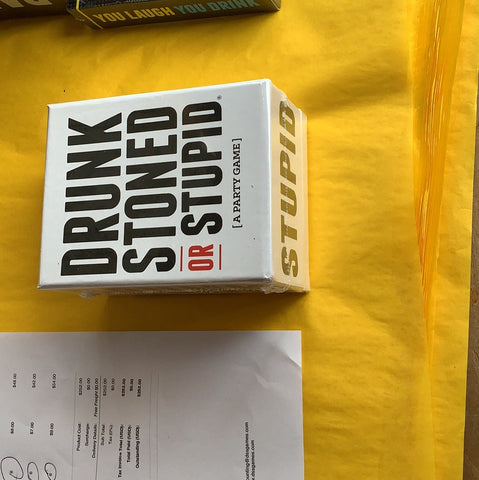 YOU LAUGH YOU DRINK
DRUNK
STONED
OR STUPID®
[A PARTY GAME]
STUPID
$48.00
$42.00
$54.00
$8.00
$7.00
$9.00
Product Cost: $252.00
Surcharge: $0.00
Delivery Details: Free Freight $0.00
Sub Total: $252.00
Tax (0%): $0.00
Tax Invoice Total (USD): $252.00
Total Paid (USD): $0.00
Outstanding (USD): $252.00